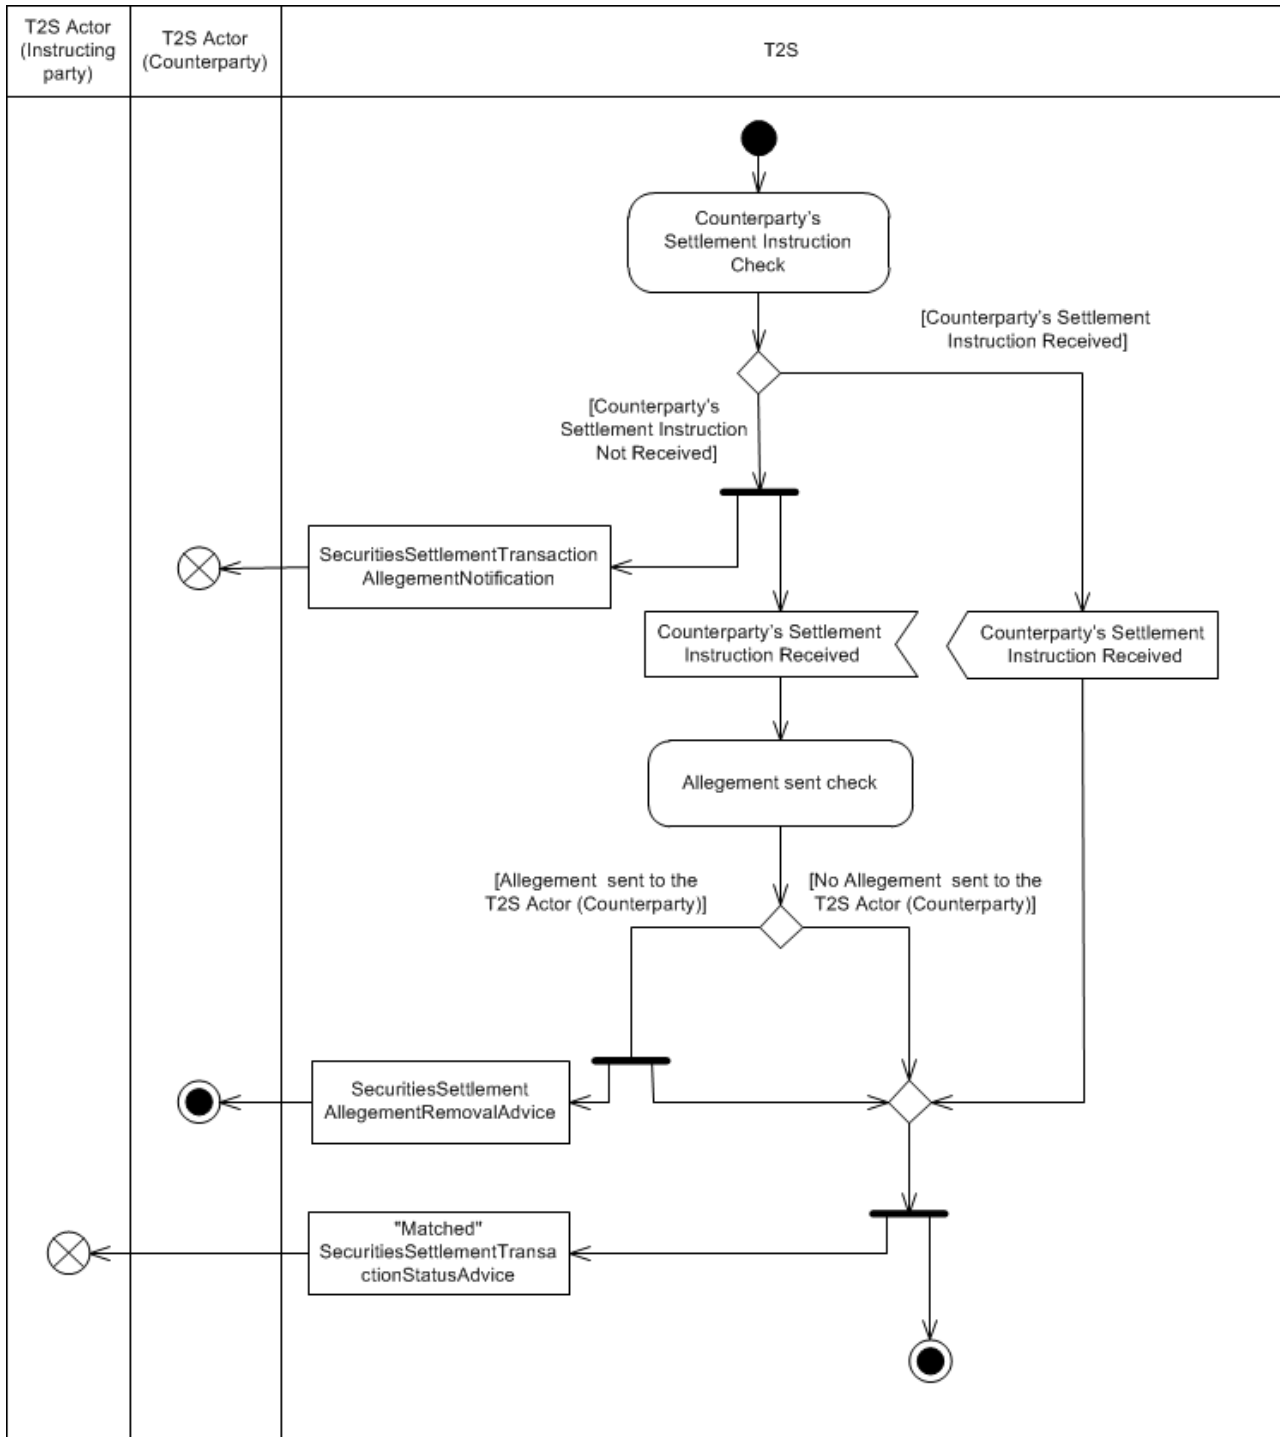 T2S Actor
(Instructing
party)
T2S Actor
(Counterparty)
T2S
Counterparty's
Settlement Instruction
Check
[Counterparty's Settlement
Instruction Received]
[Counterparty's
Settlement Instruction
Not Received]
SecuritiesSettlementTransaction
AllegementNotification
Counterparty's Settlement
Instruction Received
Counterparty's Settlement
Instruction Received
Allegement sent check
[Allegement sent to the
T2S Actor (Counterparty)]
[No Allegement sent to the
T2S Actor (Counterparty)]
SecuritiesSettlement
AllegementRemovalAdvice
"Matched"
SecuritiesSettlementTransa
ctionStatusAdvice